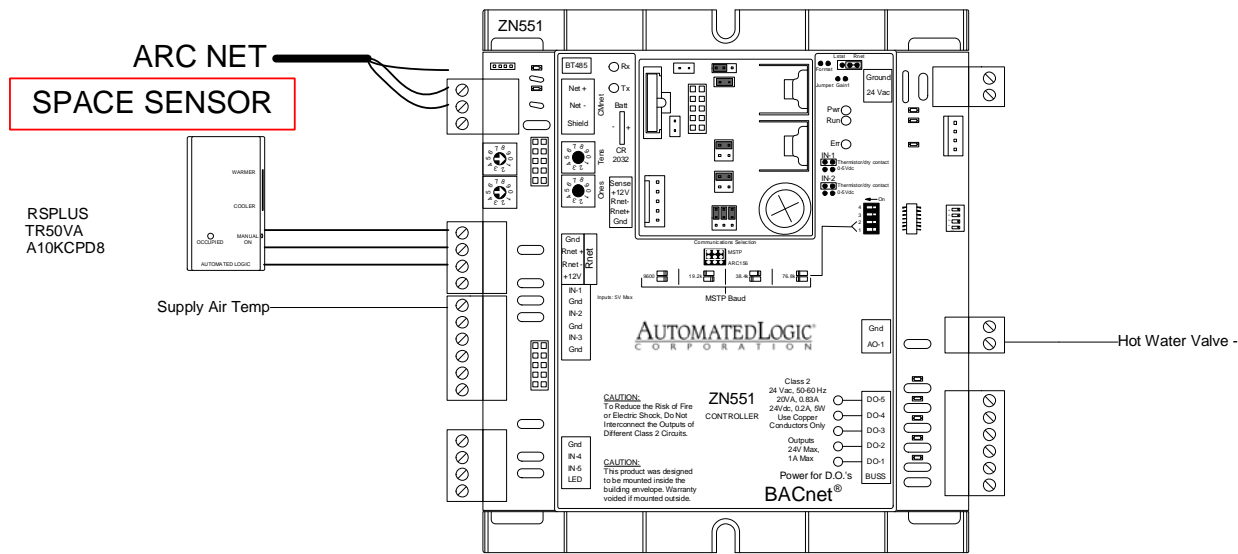 ZN551
ARC NET
SPACE SENSOR
WARMER
COOLER
OCCUPIED
MANUAL
ON
AUTOMATED LOGIC
RSPLUS
TR50VA
A10KCPD8
Supply Air Temp
BT485
Rx
Tx
Net +
Net -
Shield
CMnet
Batt
- +
CR
2032
Tens
Ones
Sense
+12V
Rnet-
Rnet+
Gnd
Gnd
Rnet +
Rnet -
+12V
Rnet
IN-1
Gnd
IN-2
Gnd
IN-3
Gnd
Inputs: 5V Max
Gnd
IN-4
IN-5
LED
Lstat Rnet
Format
Jumper Gain1
Ground
24 Vac
Pwr
Run
Err
IN-1
Thermistor/dry contact
0-5Vdc
IN-2
Thermistor/dry contact
0-5Vdc
On
4
3
2
1
Communications Selection
MSTP
ARC156
9600
19.2k
38.4k
76.8k
MSTP Baud
AUTOMATEDLOGIC®
CORPORATION
Gnd
AO-1
Hot Water Valve -
CAUTION:
To Reduce the Risk of Fire
or Electric Shock, Do Not
Interconnect the Outputs of
Different Class 2 Circuits.
CAUTION:
This product was designed
to be mounted inside the
building envelope. Warranty
voided if mounted outside.
ZN551
CONTROLLER
Class 2
24 Vac, 50-60 Hz
20VA, 0.83A
24Vdc, 0.2A, 5W
Use Copper
Conductors Only
Outputs
24V Max,
1A Max
DO-5
DO-4
DO-3
DO-2
DO-1
Power for D.O.'s BUSS
BACnet®